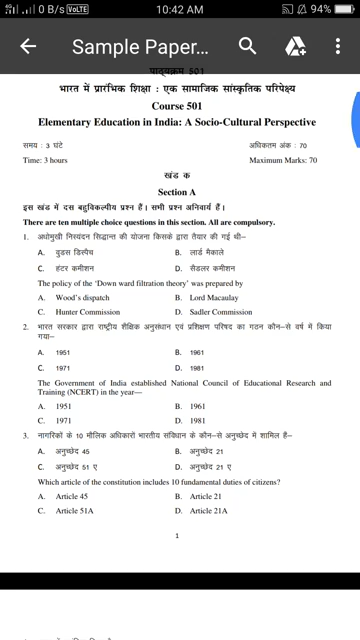 0 B/s VoLTE 10:42 AM 94%
Sample Paper...
पाठ्यक्रम 501
भारत में प्रारंभिक शिक्षा : एक सामाजिक सांस्कृतिक परिपेक्ष्य
Course 501
Elementary Education in India: A Socio-Cultural Perspective
समय : 3 घंटे अधिकतम अंक : 70
Time: 3 hours Maximum Marks: 70
खंड क
Section A
इस खंड में दस बहुविकल्पीय प्रश्न हैं। सभी प्रश्न अनिवार्य हैं।
There are ten multiple choice questions in this section. All are compulsory.
1. अधोमुखी निस्यंदन सिद्धान्त की योजना किसके द्वारा तैयार की गई थी-
A. वुड्स डिस्पेच B. लार्ड मैकाले
C. हंटर कमीशन D. सैडलर कमीशन
The policy of the 'Down ward filtration theory' was prepared by
A. Wood's dispatch B. Lord Macaulay
C. Hunter Commission D. Sadler Commission
2. भारत सरकार द्वारा राष्ट्रीय शैक्षिक अनुसंधान एवं प्रशिक्षण परिषद का गठन कौन-से वर्ष में किया
गया-
A. 1951 B. 1961
C. 1971 D. 1981
The Government of India established National Council of Educational Research and
Training (NCERT) in the year—
A. 1951 B. 1961
C. 1971 D. 1981
3. नागरिकों के 10 मौलिक अधिकारों भारतीय संविधान के कौन-से अनुच्छेद में शामिल हैं-
A. अनुच्छेद 45 B. अनुच्छेद 21
C. अनुच्छेद 51 ए D. अनुच्छेद 21 ए
Which article of the constitution includes 10 fundamental duties of citizens?
A. Article 45 B. Article 21
C. Article 51A D. Article 21A
1